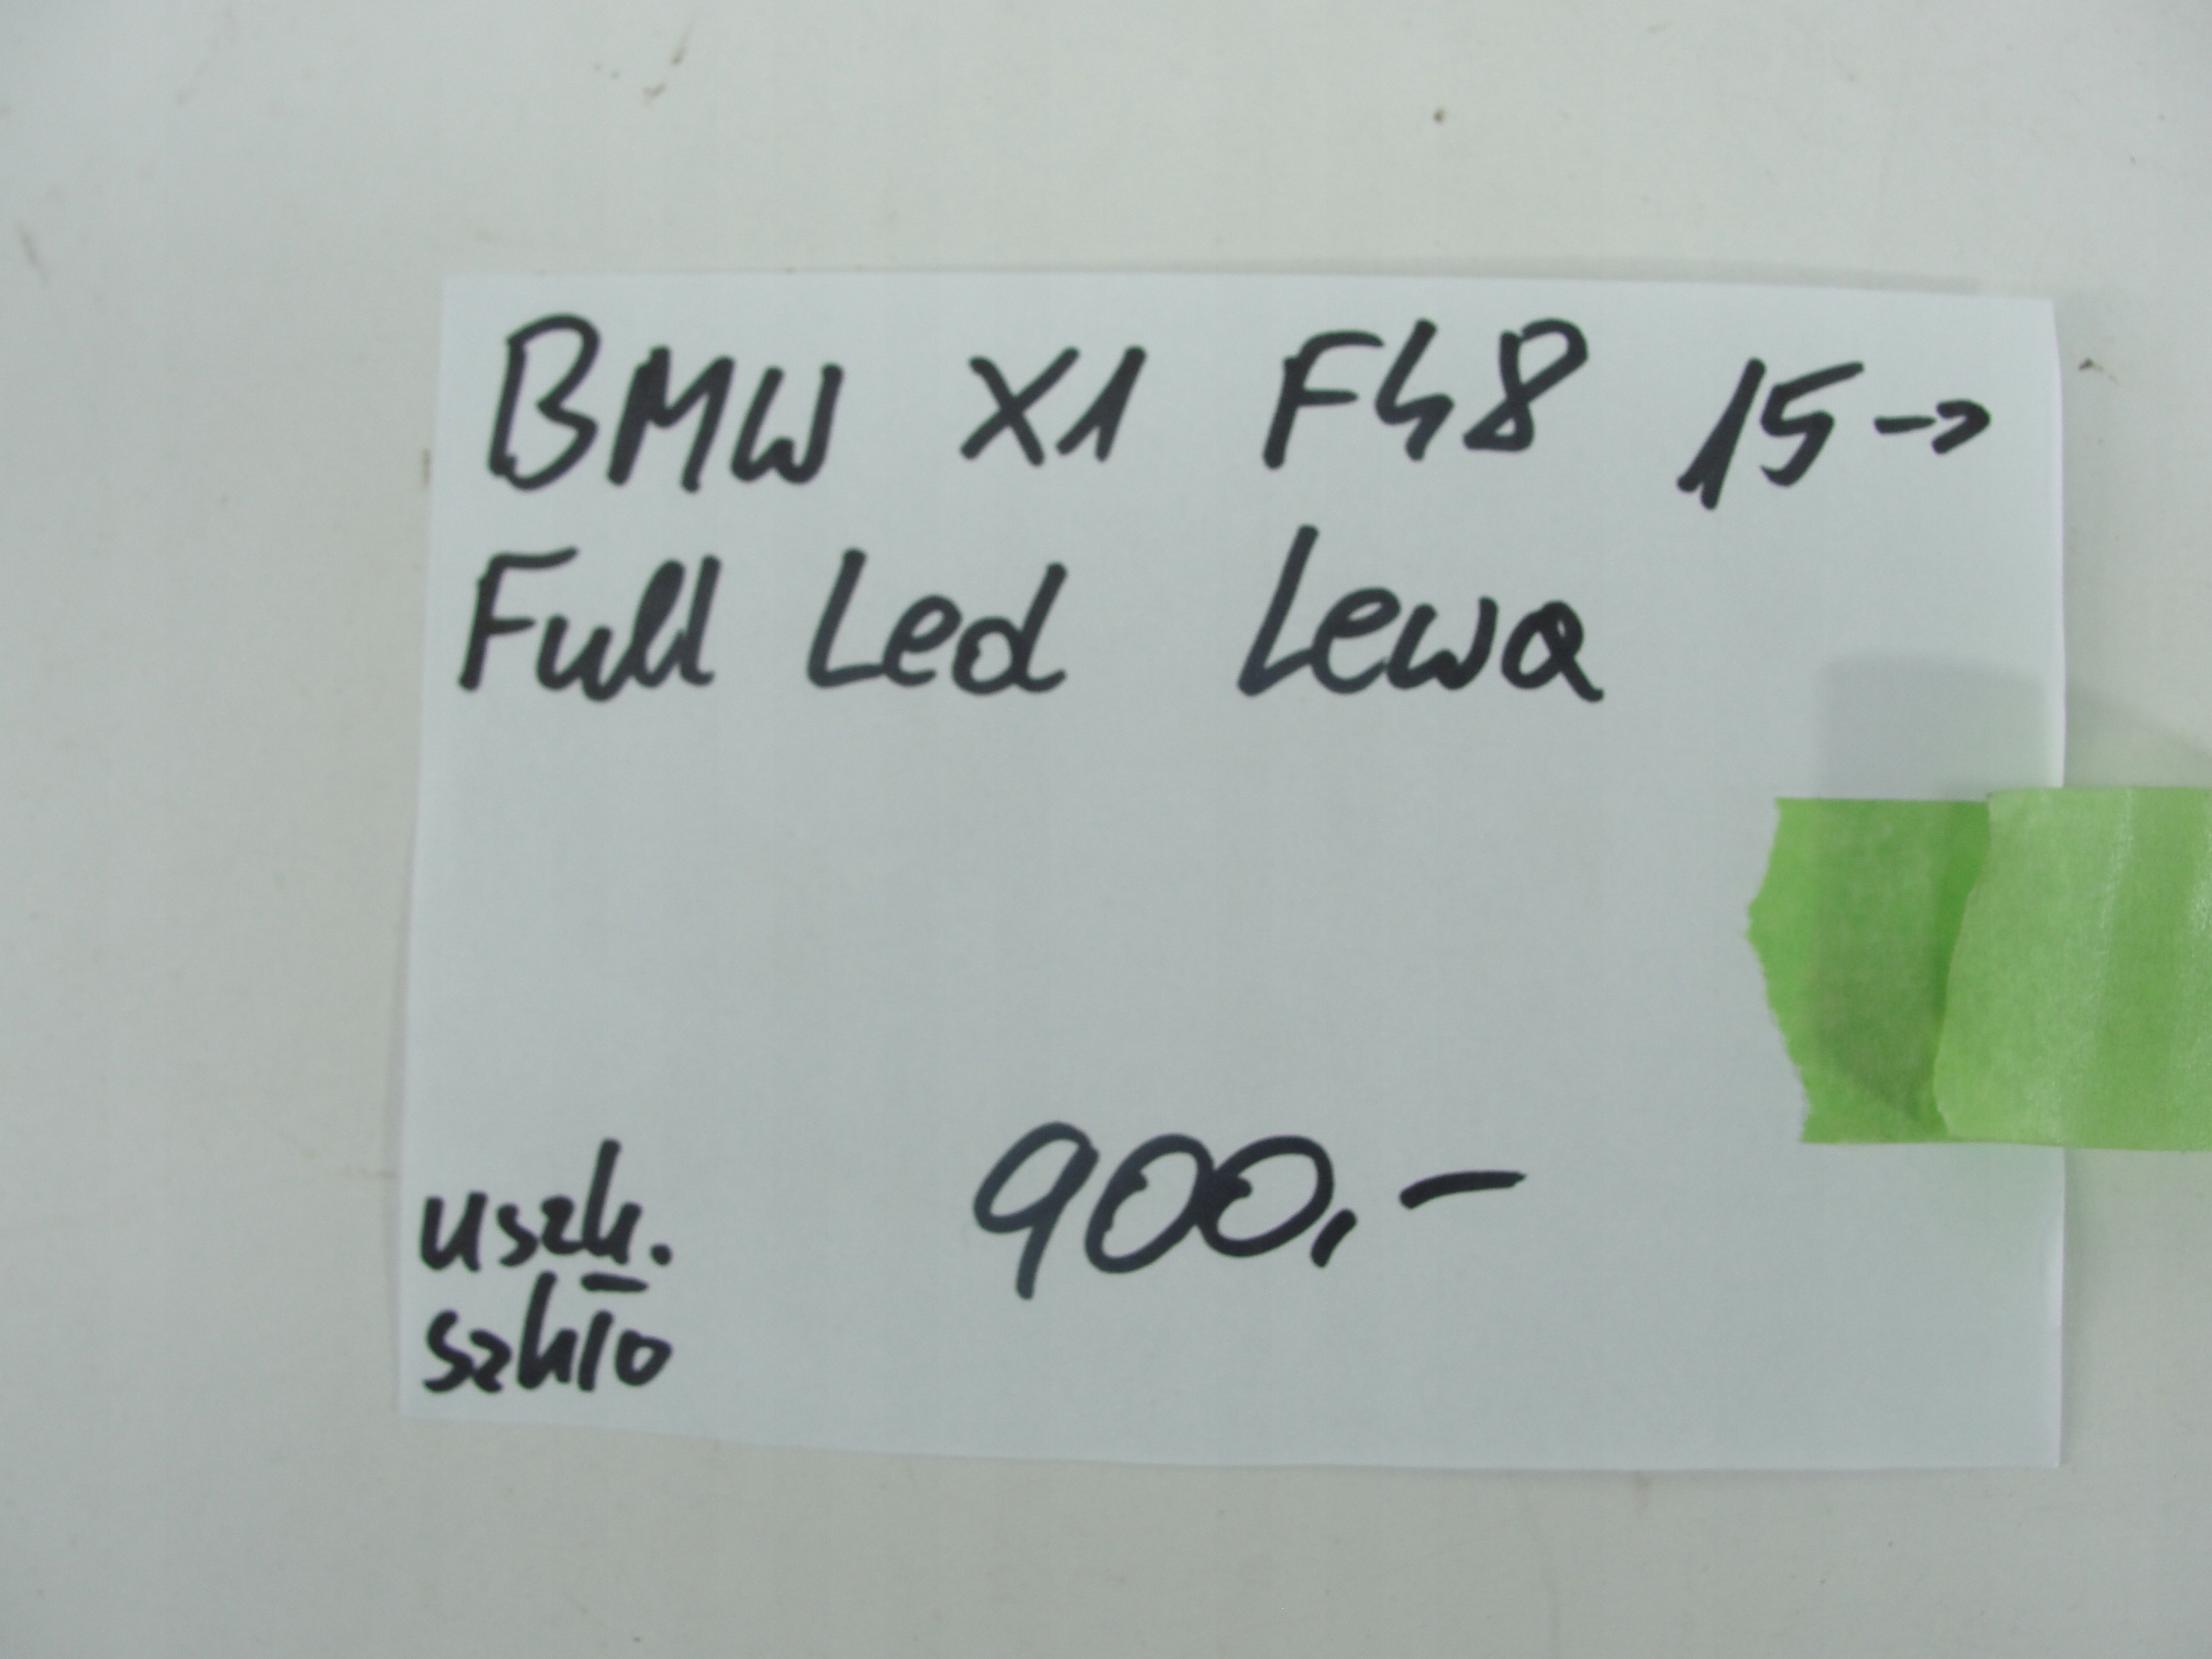 BMW X1 F48 15->
Full Led Lewa
900,-
uszk.
szkło